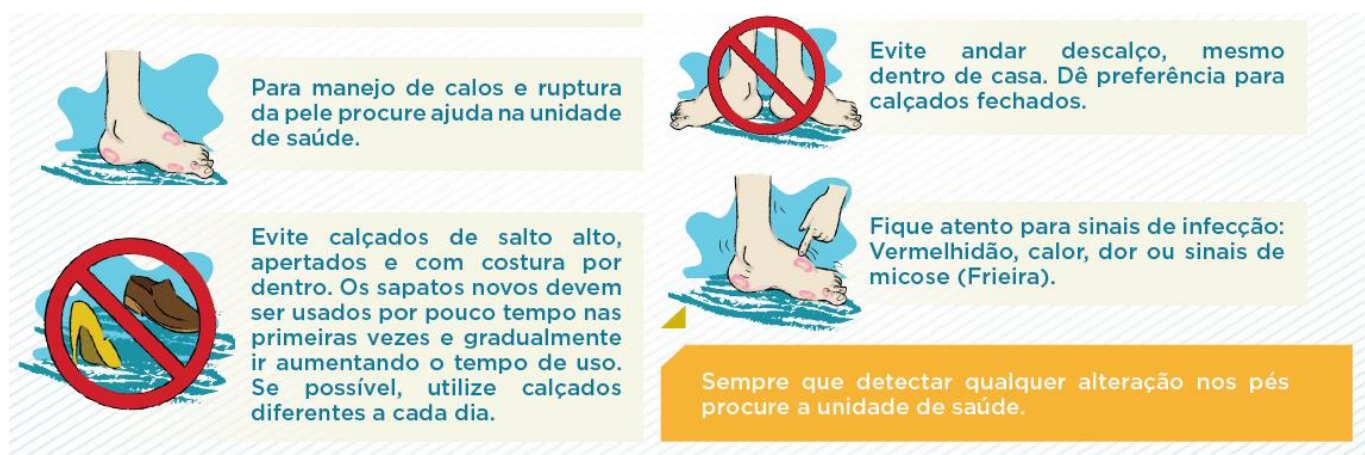 Para manejo de calos e ruptura
da pele procure ajuda na unidade
de saúde.
Evite calçados de salto alto,
apertados e com costura por
dentro. Os sapatos novos devem
ser usados por pouco tempo nas
primeiras vezes e gradualmente
ir aumentando o tempo de uso.
Se possível, utilize calçados
diferentes a cada dia.
Evite andar descalço, mesmo
dentro de casa. Dê preferência para
calçados fechados.
Fique atento para sinais de infecção:
Vermelhidão, calor, dor ou sinais de
micose (Frieira).
Sempre que detectar qualquer alteração nos pés
procure a unidade de saúde.